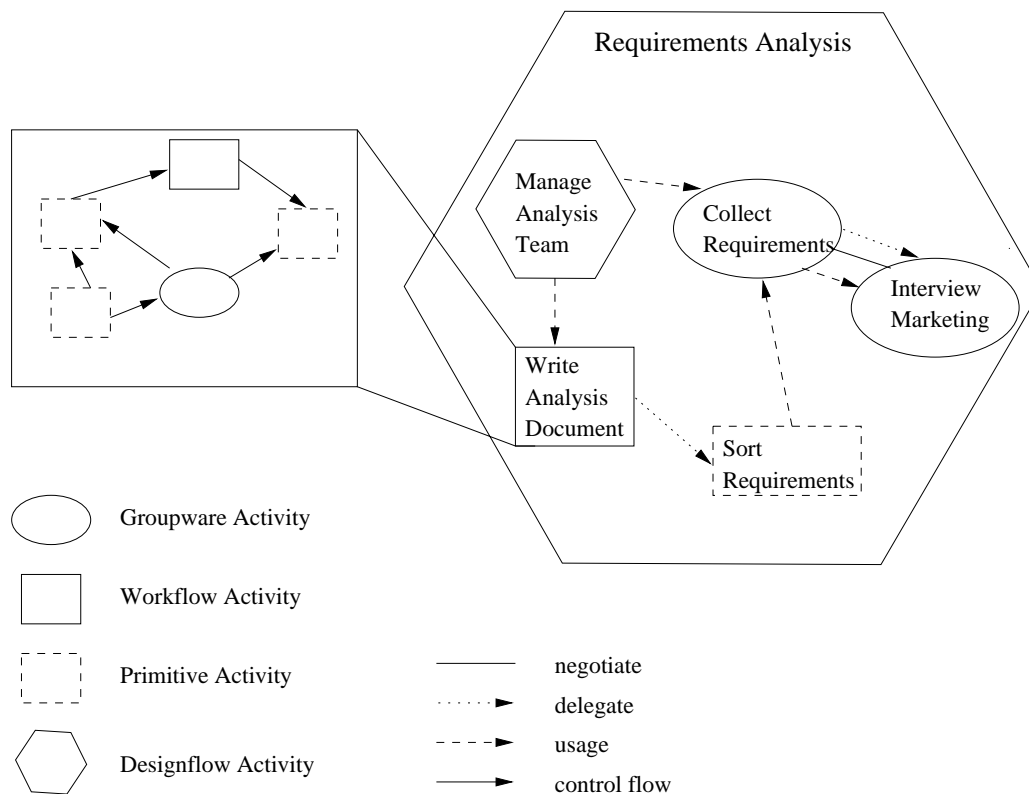 Requirements Analysis
Manage
Analysis
Team
Collect
Requirements
Interview
Marketing
Write
Analysis
Document
Sort
Requirements
Groupware Activity
Workflow Activity
Primitive Activity
Designflow Activity
negotiate
delegate
usage
control flow